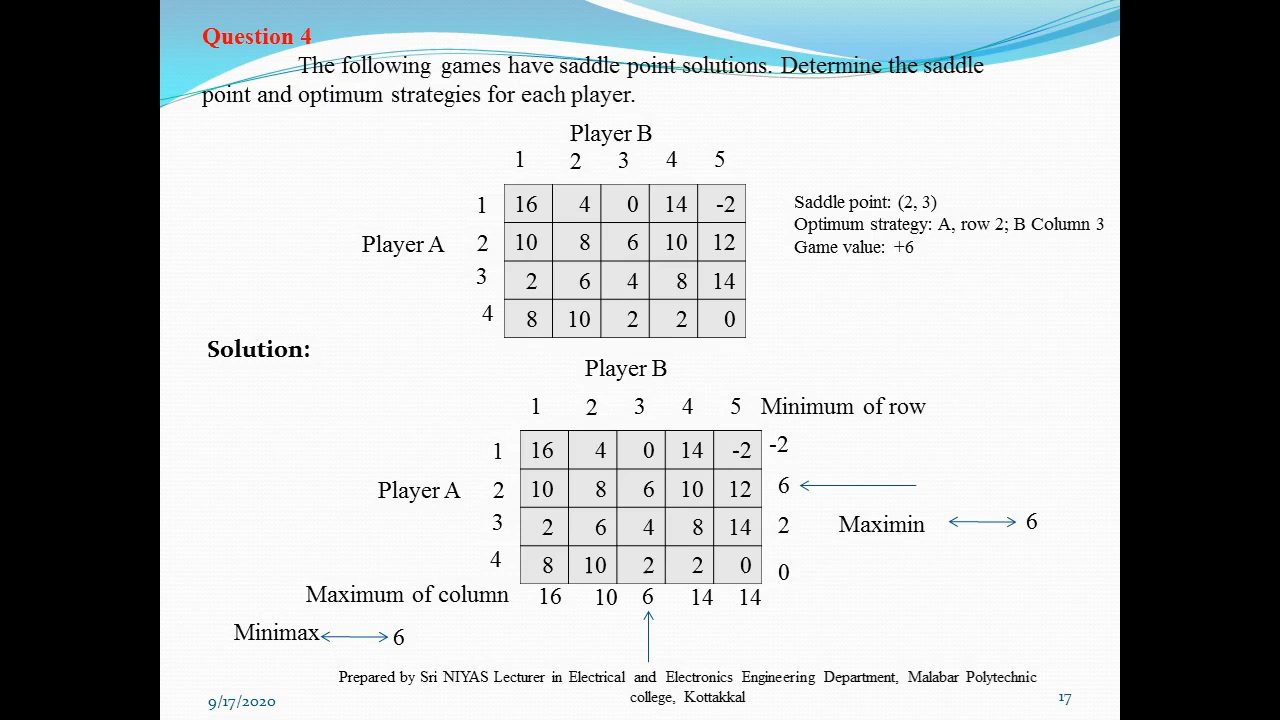 Question 4
The following games have saddle point solutions. Determine the saddle
point and optimum strategies for each player.
Player B
1 2 3 4 5
1 16 4 0 14 -2
Player A 2 10 8 6 10 12
3 2 6 4 8 14
4 8 10 2 2 0
Saddle point: (2, 3)
Optimum strategy: A, row 2; B Column 3
Game value: +6
Solution:
Player B
1 2 3 4 5 Minimum of row
1 16 4 0 14 -2 -2
Player A 2 10 8 6 10 12 6
3 2 6 4 8 14 2 Maximin 6
4 8 10 2 2 0 0
Maximum of column 16 10 6 14 14
Minimax 6
Prepared by Sri NIYAS Lecturer in Electrical and Electronics Engineering Department, Malabar Polytechnic
college, Kottakkal
9/17/2020
17